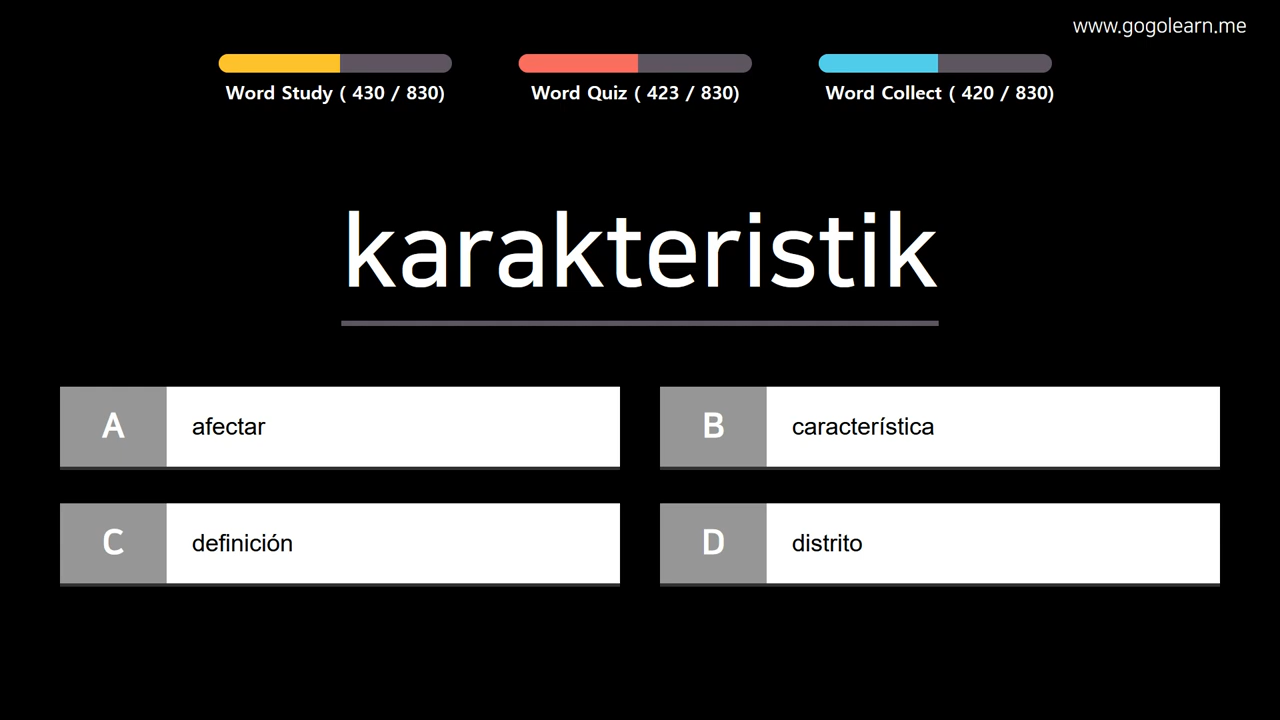 www.gogolearn.me
Word Study ( 430 / 830)
Word Quiz ( 423 / 830)
Word Collect ( 420 / 830)
karakteristik
A afectar
B característica
C definición
D distrito